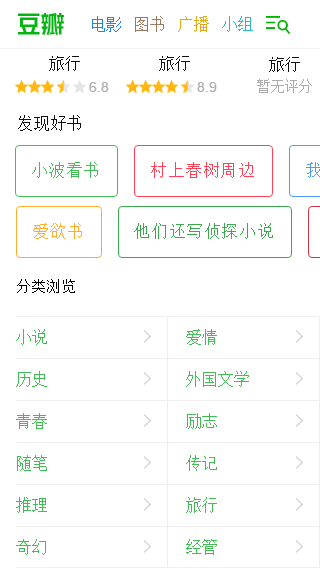 豆瓣 电影 图书 广播 小组
旅行 旅行 旅行
6.8 8.9 暂无评分
发现好书
小波看书 村上春树周边 我
爱欲书 他们还写侦探小说
分类浏览
小说 爱情
历史 外国文学
青春 励志
随笔 传记
推理 旅行
奇幻 经管